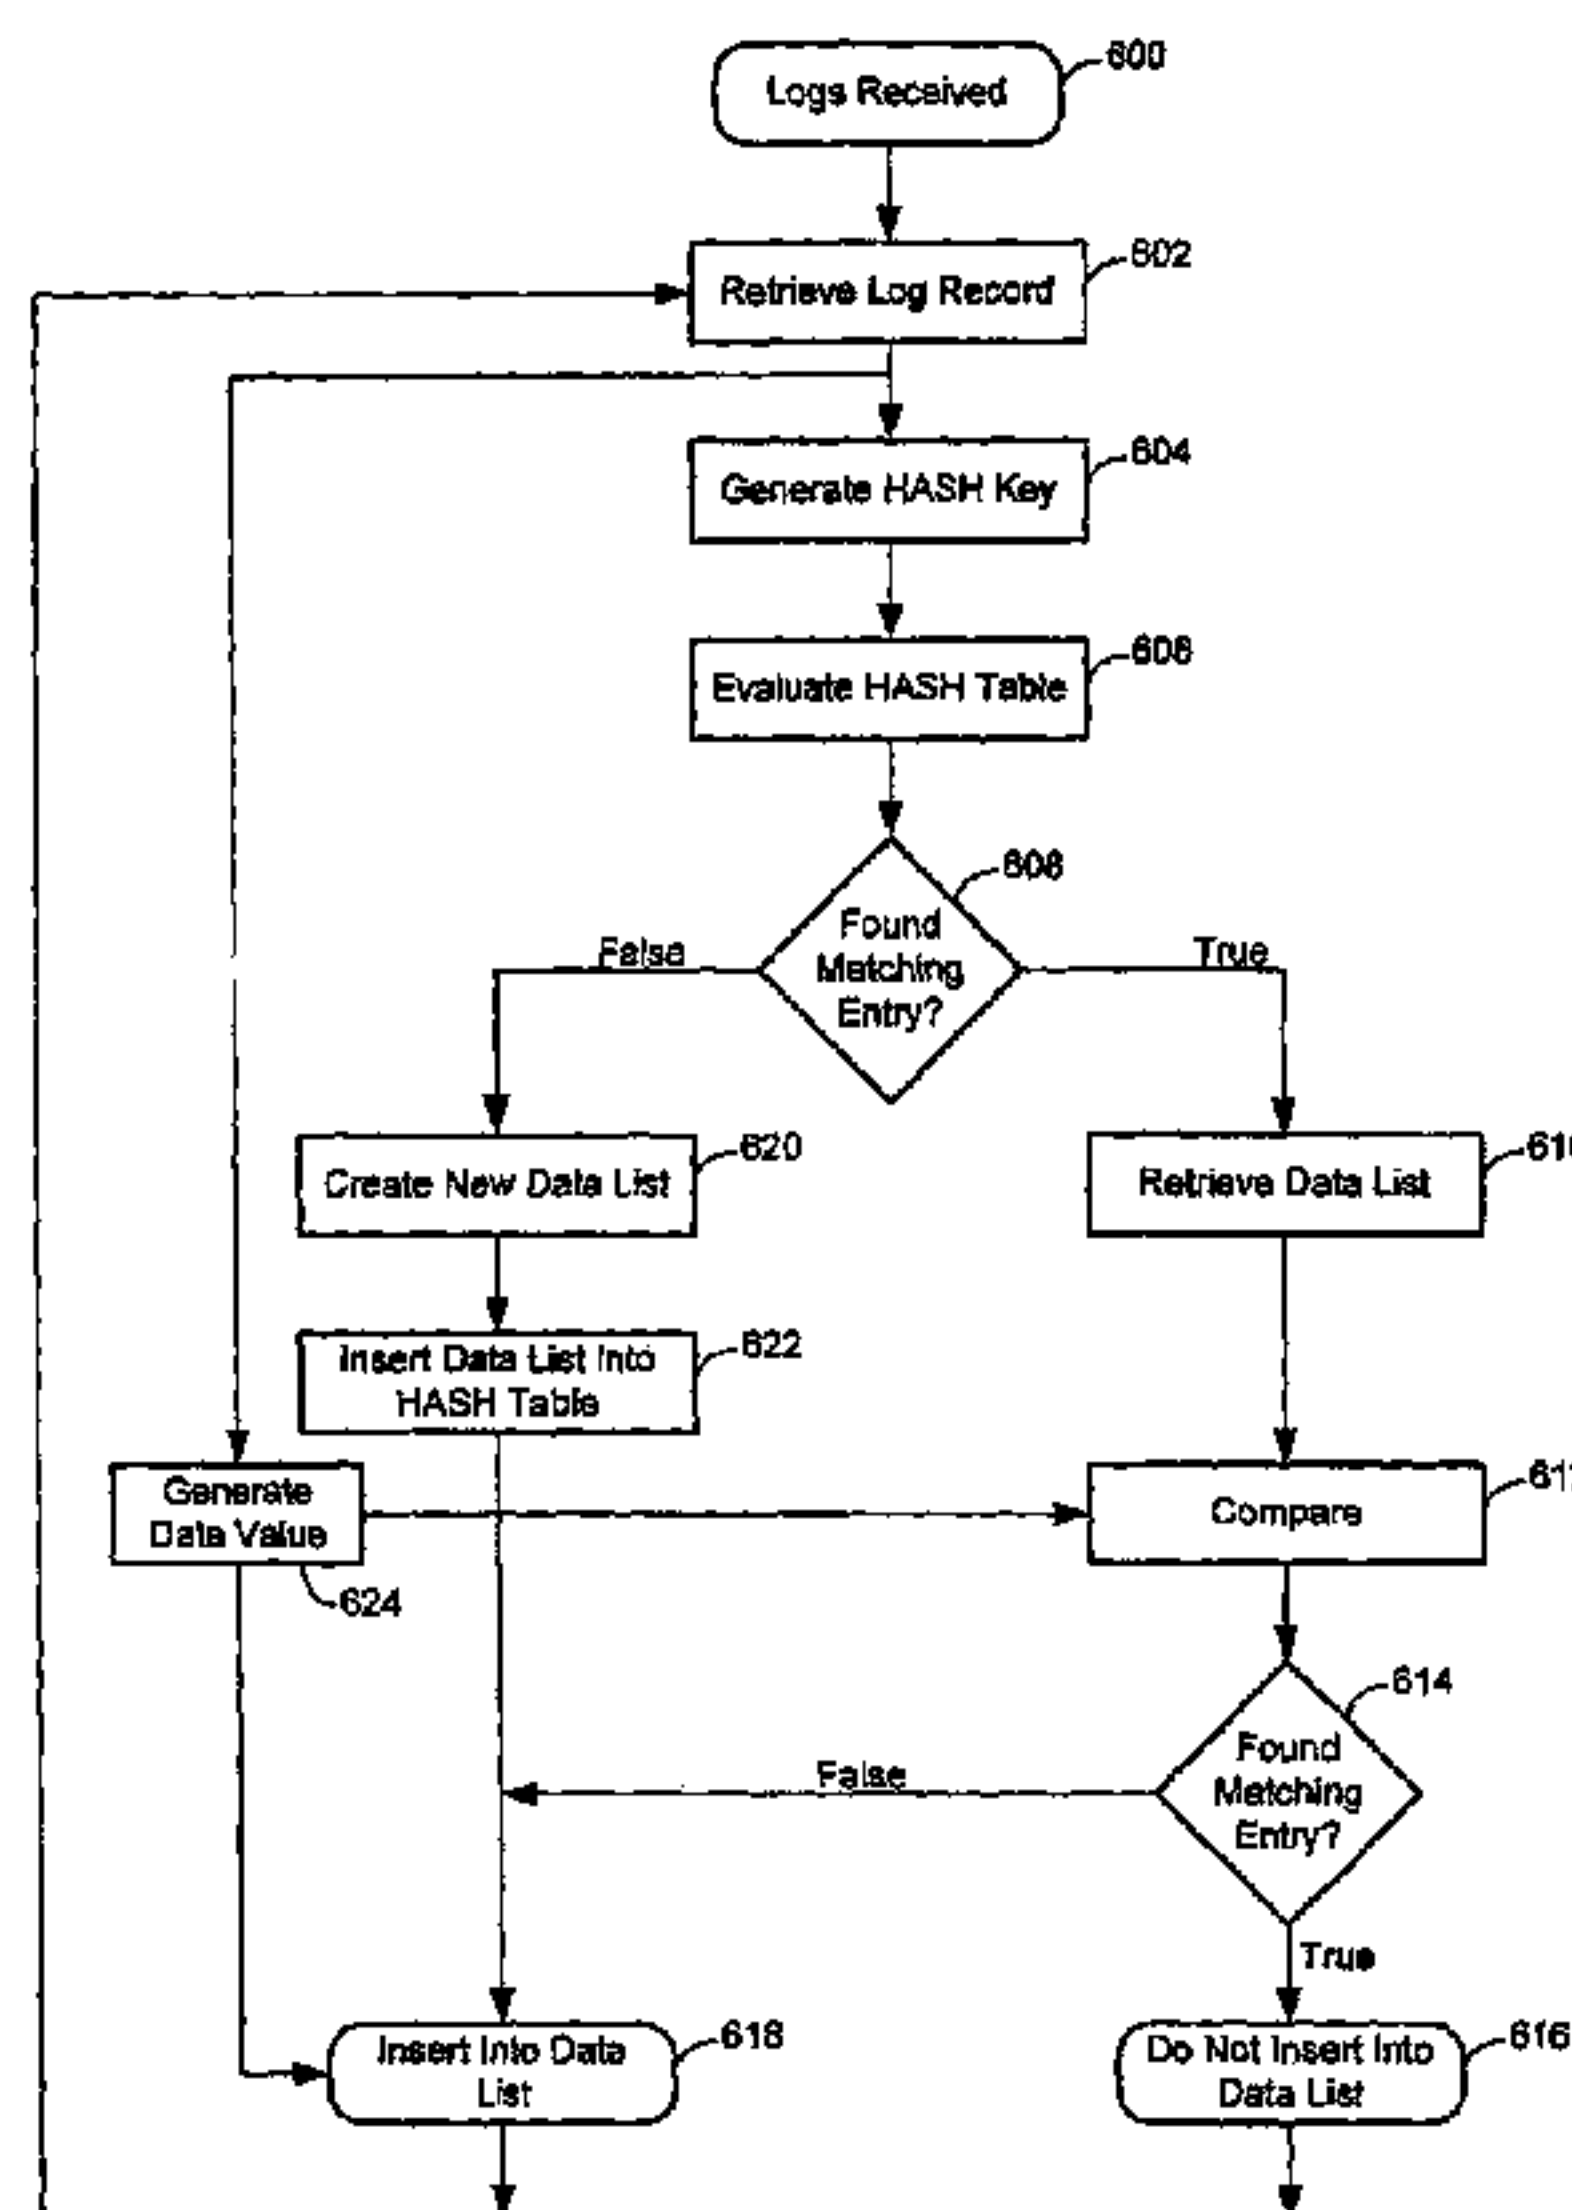 600
Logs Received
602
Retrieve Log Record
604
Generate HASH Key
606
Evaluate HASH Table
608
Found
Matching
Entry?
False
True
620
Create New Data List
Retrieve Data List
622
Insert Data List Into
HASH Table
Generate
Data Value
624
Compare
614
Found
Matching
Entry?
False
True
618
Insert Into Data
List
616
Do Not Insert Into
Data List